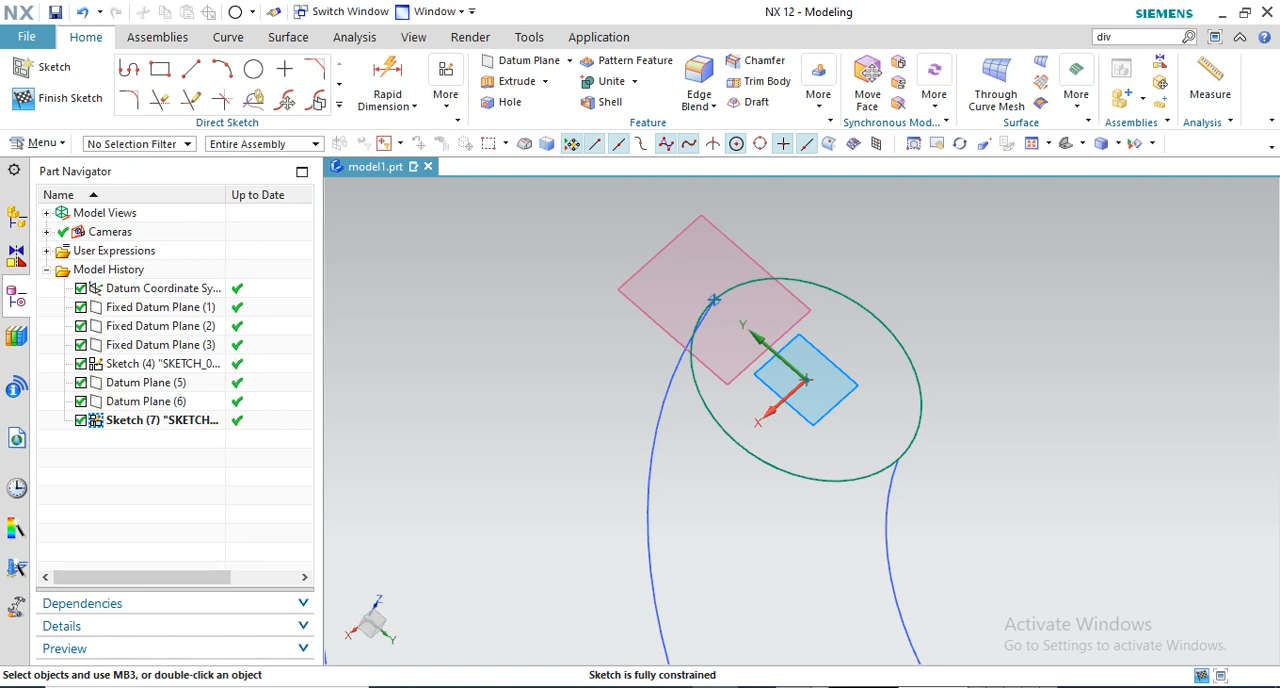 NX
Switch Window
Window
NX 12 - Modeling
SIEMENS
File
Home
Assemblies
Curve
Surface
Analysis
View
Render
Tools
Application
div
Sketch
Finish Sketch
Direct Sketch
Rapid
Dimension
More
Datum Plane
Extrude
Hole
Pattern Feature
Unite
Shell
Edge
Blend
Chamfer
Trim Body
Draft
More
Feature
Move
Face
More
Synchronous Mod...
Through
Curve Mesh
More
Surface
Assemblies
Measure
Analysis
Menu
No Selection Filter
Entire Assembly
Part Navigator
model1.prt
Name
Up to Date
Model Views
Cameras
User Expressions
Model History
Datum Coordinate Sy...
Fixed Datum Plane (1)
Fixed Datum Plane (2)
Fixed Datum Plane (3)
Sketch (4) "SKETCH_0...
Datum Plane (5)
Datum Plane (6)
Sketch (7) "SKETCH...
Y
X
Z
X
Y
Dependencies
Details
Preview
Activate Windows
Go to Settings to activate Windows.
Select objects and use MB3, or double-click an object
Sketch is fully constrained